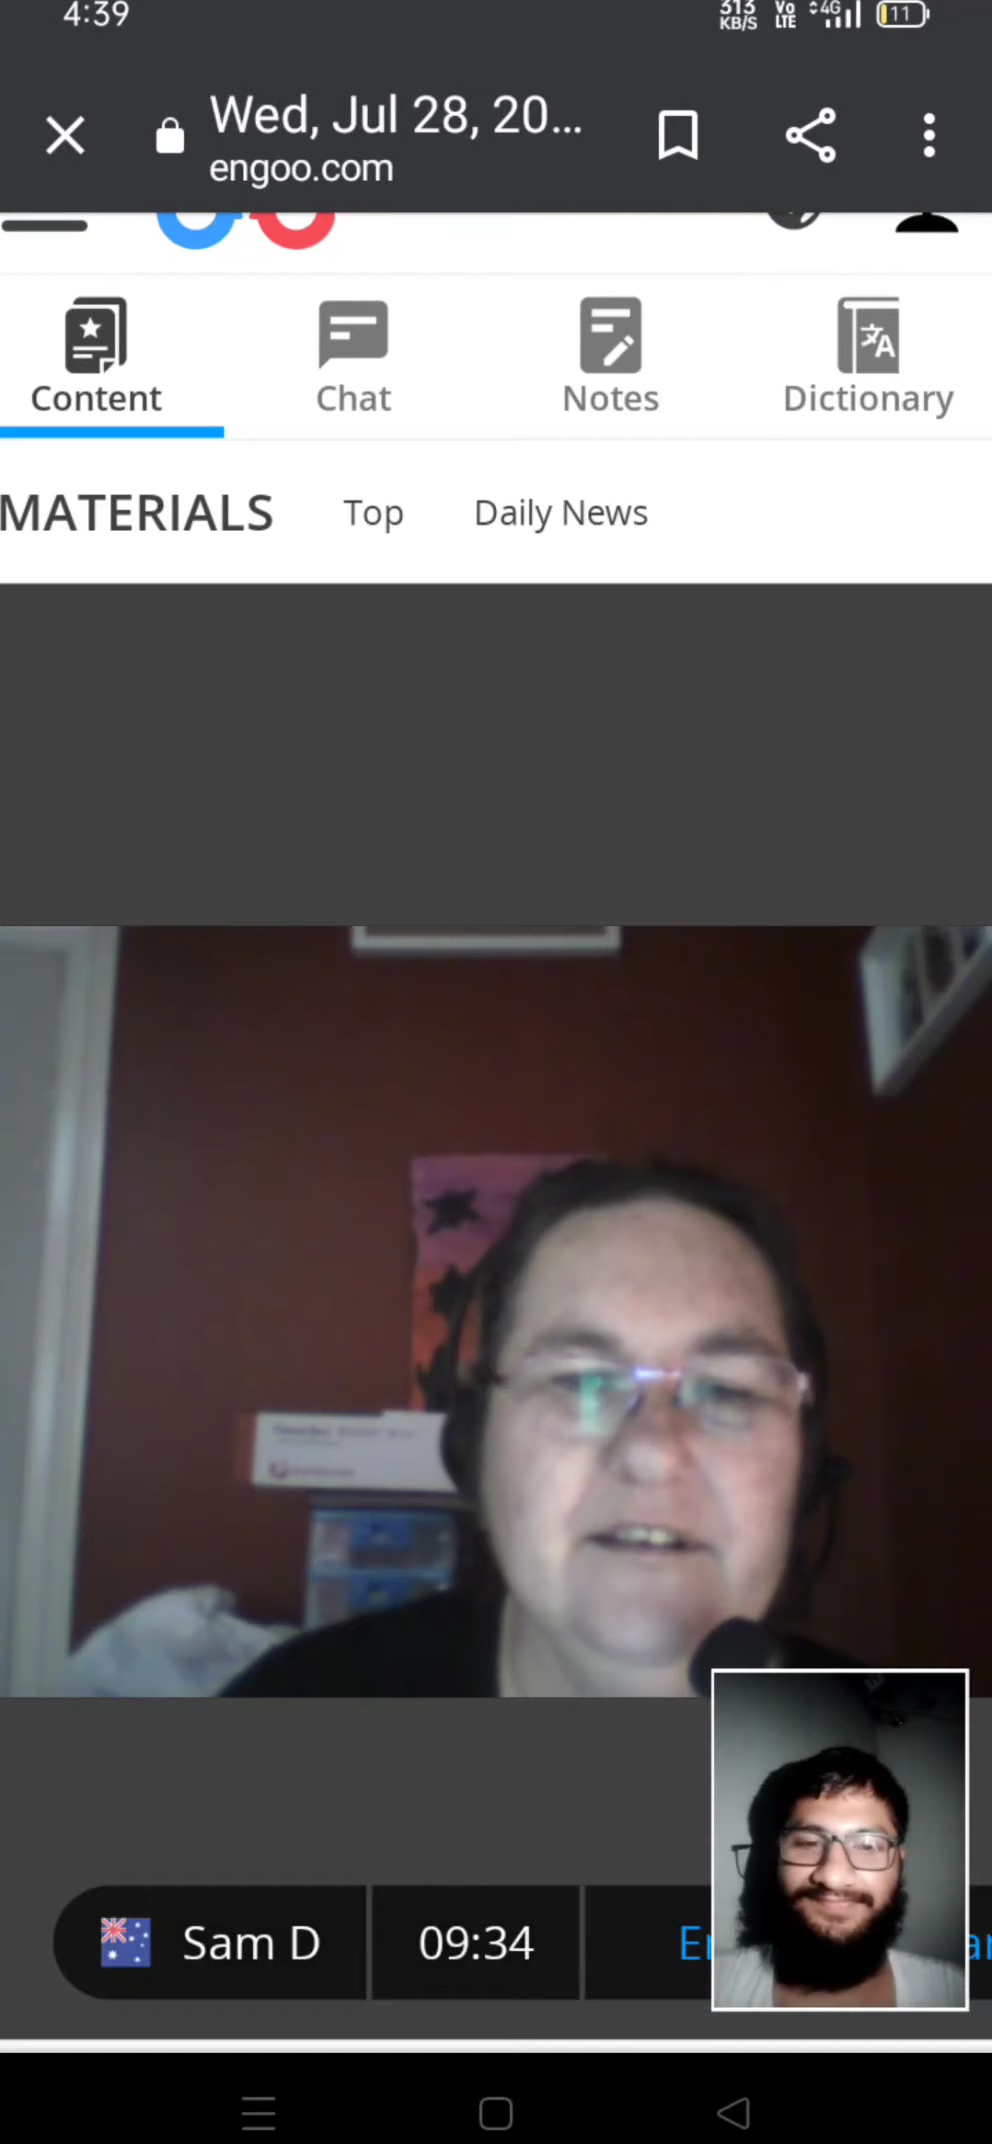 4:39
313 KB/S Vo LTE 4G 11
Wed, Jul 28, 20...
engoo.com
Content Chat Notes Dictionary
MATERIALS Top Daily News
Sam D 09:34